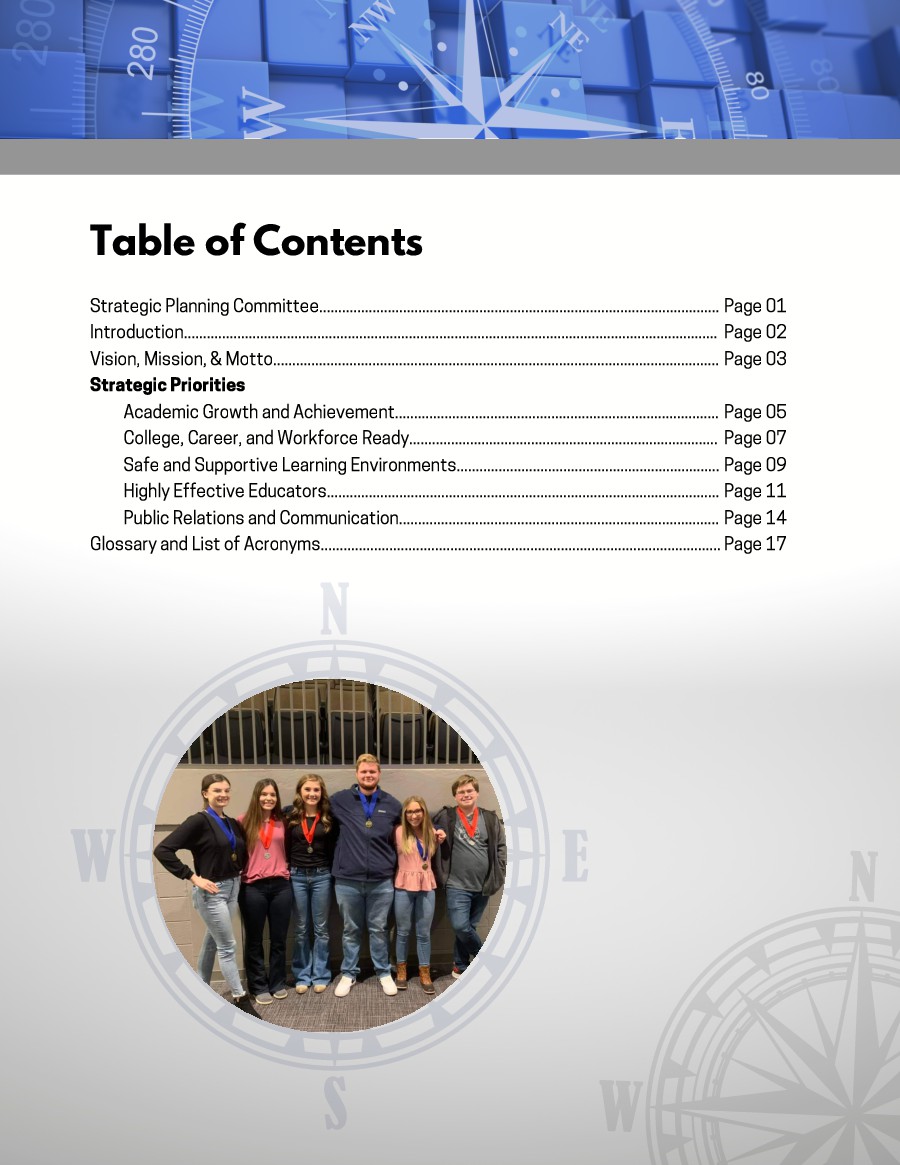 280
280
NW
NE
NE
W
W
E
80
80
Table of Contents
Strategic Planning Committee.................................................................................... Page 01
Introduction.................................................................................................................. Page 02
Vision, Mission, & Motto.............................................................................................. Page 03
Strategic Priorities
Academic Growth and Achievement.................................................................... Page 05
College, Career, and Workforce Ready................................................................. Page 07
Safe and Supportive Learning Environments....................................................... Page 09
Highly Effective Educators.................................................................................... Page 11
Public Relations and Communication................................................................... Page 14
Glossary and List of Acronyms.................................................................................... Page 17
N
W
E
S
N
W